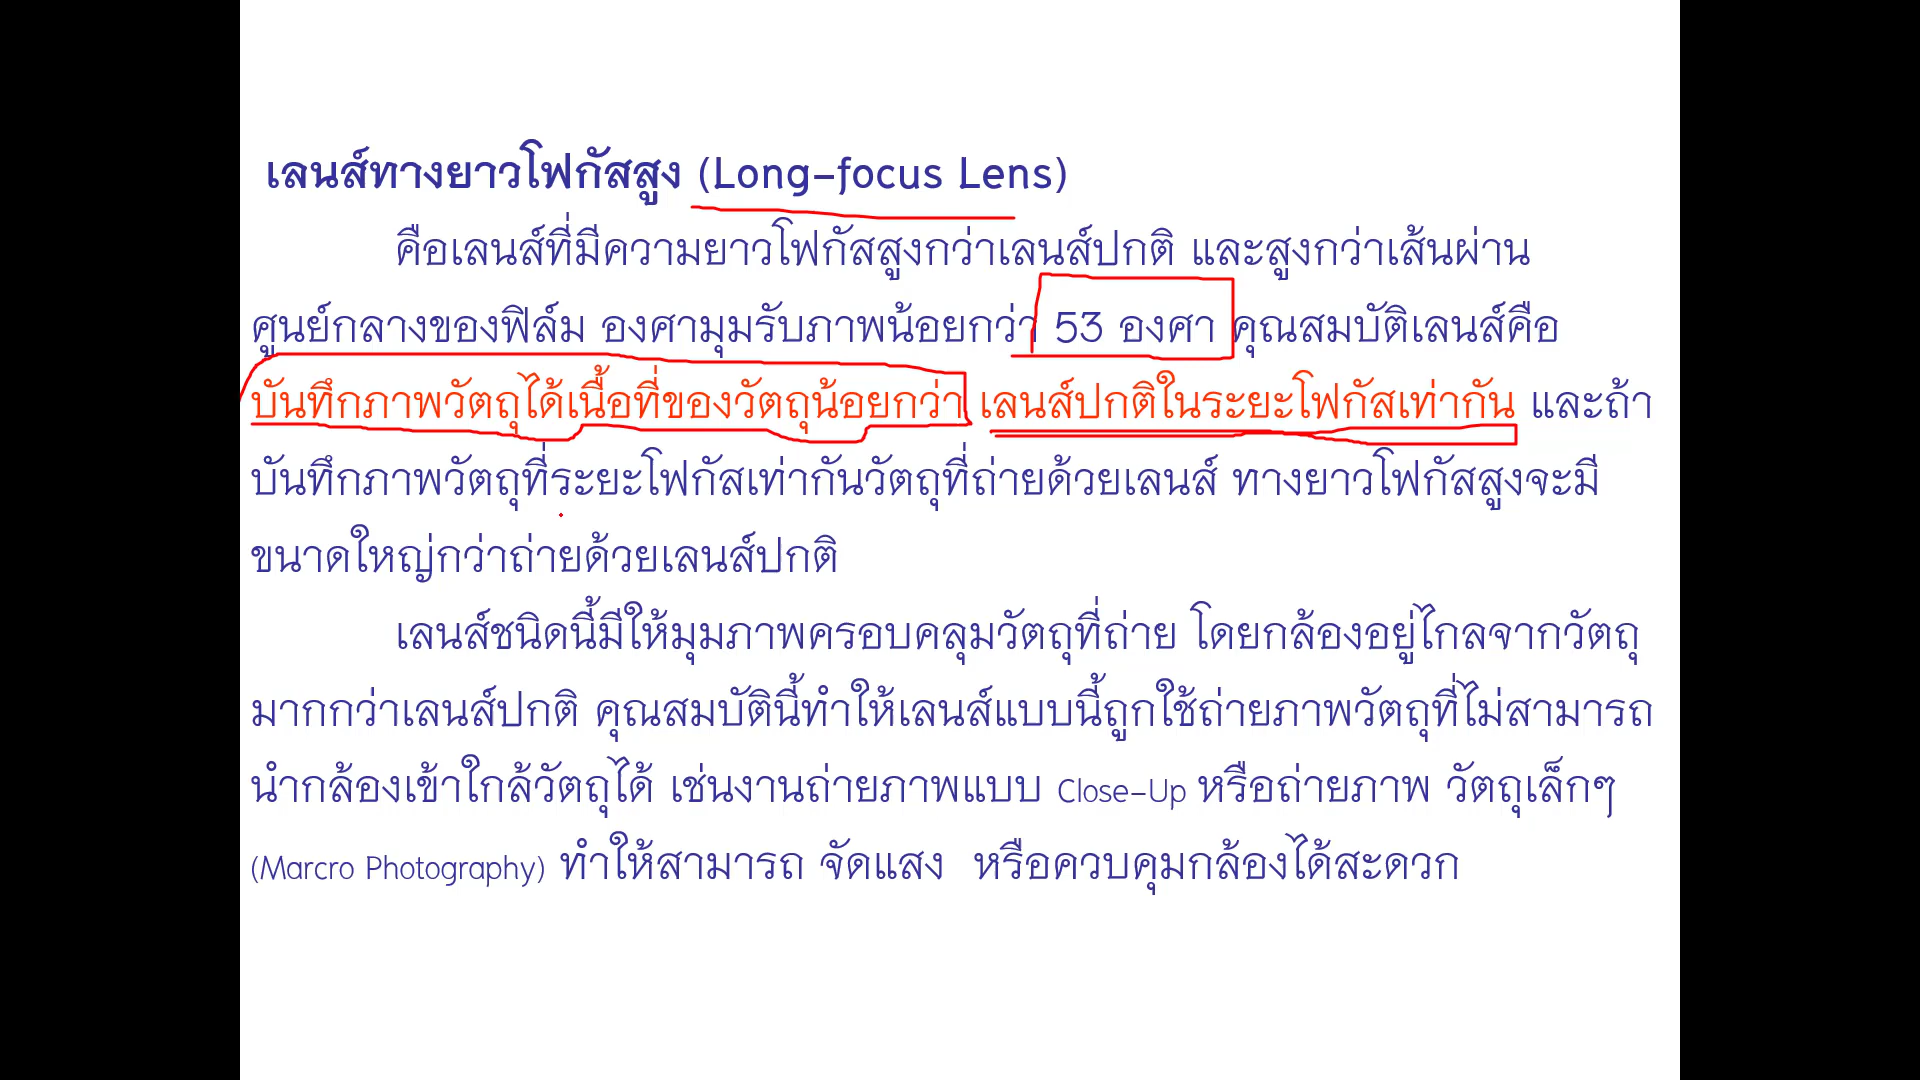 เลนส์ทางยาวโฟกัสสูง (Long-focus Lens)
คือเลนส์ที่มีความยาวโฟกัสสูงกว่าเลนส์ปกติ และสูงกว่าเส้นผ่าน
ศูนย์กลางของฟิล์ม องศามุมรับภาพน้อยกว่า 53 องศา คุณสมบัติเลนส์คือ
บันทึกภาพวัตถุได้เนื้อที่ของวัตถุน้อยกว่า เลนส์ปกติในระยะโฟกัสเท่ากัน และถ้า
บันทึกภาพวัตถุที่ระยะโฟกัสเท่ากันวัตถุที่ถ่ายด้วยเลนส์ ทางยาวโฟกัสสูงจะมี
ขนาดใหญ่กว่าถ่ายด้วยเลนส์ปกติ
เลนส์ชนิดนี้มีให้มุมภาพครอบคลุมวัตถุที่ถ่าย โดยกล้องอยู่ไกลจากวัตถุ
มากกว่าเลนส์ปกติ คุณสมบัตินี้ทำให้เลนส์แบบนี้ถูกใช้ถ่ายภาพวัตถุที่ไม่สามารถ
นำกล้องเข้าใกล้วัตถุได้ เช่นงานถ่ายภาพแบบ Close-Up หรือถ่ายภาพ วัตถุเล็กๆ
(Marcro Photography) ทำให้สามารถ จัดแสง หรือควบคุมกล้องได้สะดวก